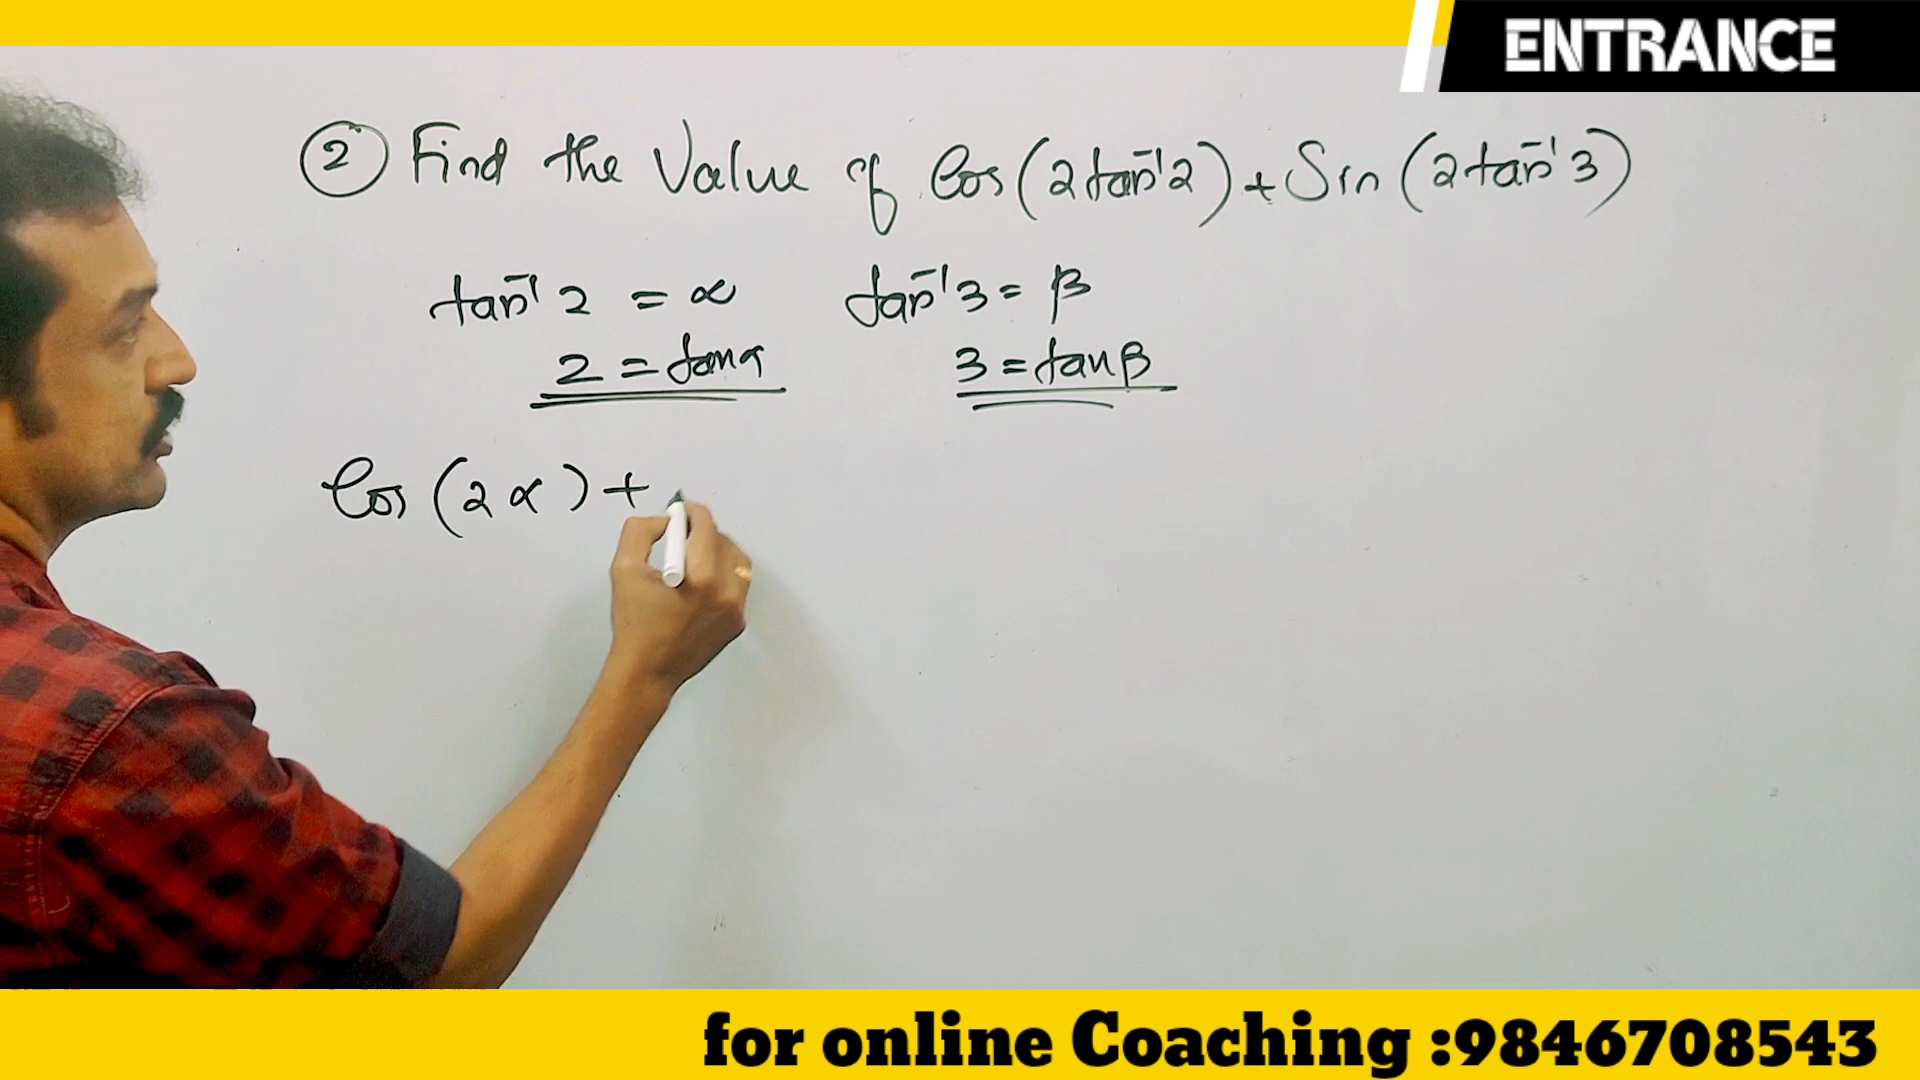 ENTRANCE
② Find the Value of Cos(2tan⁻¹2) + Sin(2tan⁻¹3)
tan⁻¹2 = α tan⁻¹3 = β
2 = tanα 3 = tanβ
Cos(2α) +
for online Coaching :9846708543